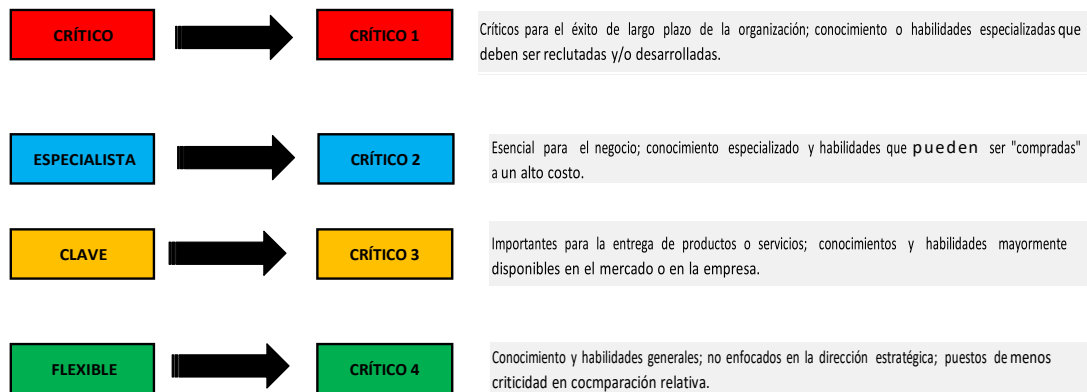 CRÍTICO
CRÍTICO 1
Críticos para el éxito de largo plazo de la organización; conocimiento o habilidades especializadas que
deben ser reclutadas y/o desarrolladas.
ESPECIALISTA
CRÍTICO 2
Esencial para el negocio; conocimiento especializado y habilidades que pueden ser "compradas"
a un alto costo.
CLAVE
CRÍTICO 3
Importantes para la entrega de productos o servicios; conocimientos y habilidades mayormente
disponibles en el mercado o en la empresa.
FLEXIBLE
CRÍTICO 4
Conocimiento y habilidades generales; no enfocados en la dirección estratégica; puestos de menos
criticidad en cocmparación relativa.